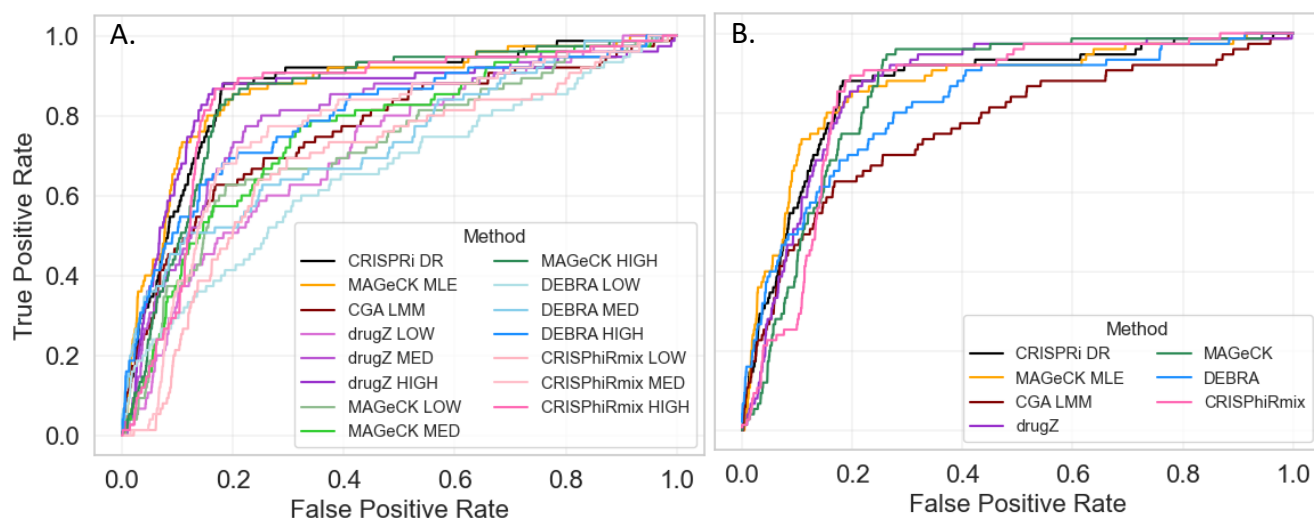 A.
True Positive Rate
1.0
0.8
0.6
0.4
0.2
0.0
Method
CRISPRi DR
MAGeCK MLE
CGA LMM
drugZ LOW
drugZ MED
drugZ HIGH
MAGeCK LOW
MAGeCK MED
MAGeCK HIGH
DEBRA LOW
DEBRA MED
DEBRA HIGH
CRISPhiRmix LOW
CRISPhiRmix MED
CRISPhiRmix HIGH
0.0 0.2 0.4 0.6 0.8 1.0
False Positive Rate
B.
Method
CRISPRi DR
MAGeCK MLE
CGA LMM
drugZ
MAGeCK
DEBRA
CRISPhiRmix
0.0 0.2 0.4 0.6 0.8 1.0
False Positive Rate